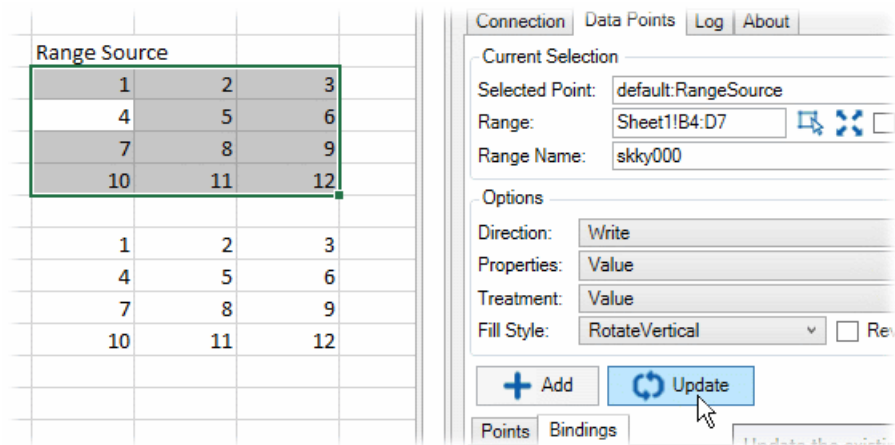 Range Source
1 2 3
4 5 6
7 8 9
10 11 12
1 2 3
4 5 6
7 8 9
10 11 12
Connection Data Points Log About
Current Selection
Selected Point: default:RangeSource
Range: Sheet1!B4:D7
Range Name: skky000
Options
Direction: Write
Properties: Value
Treatment: Value
Fill Style: RotateVertical
Add Update
Points Bindings
Update the